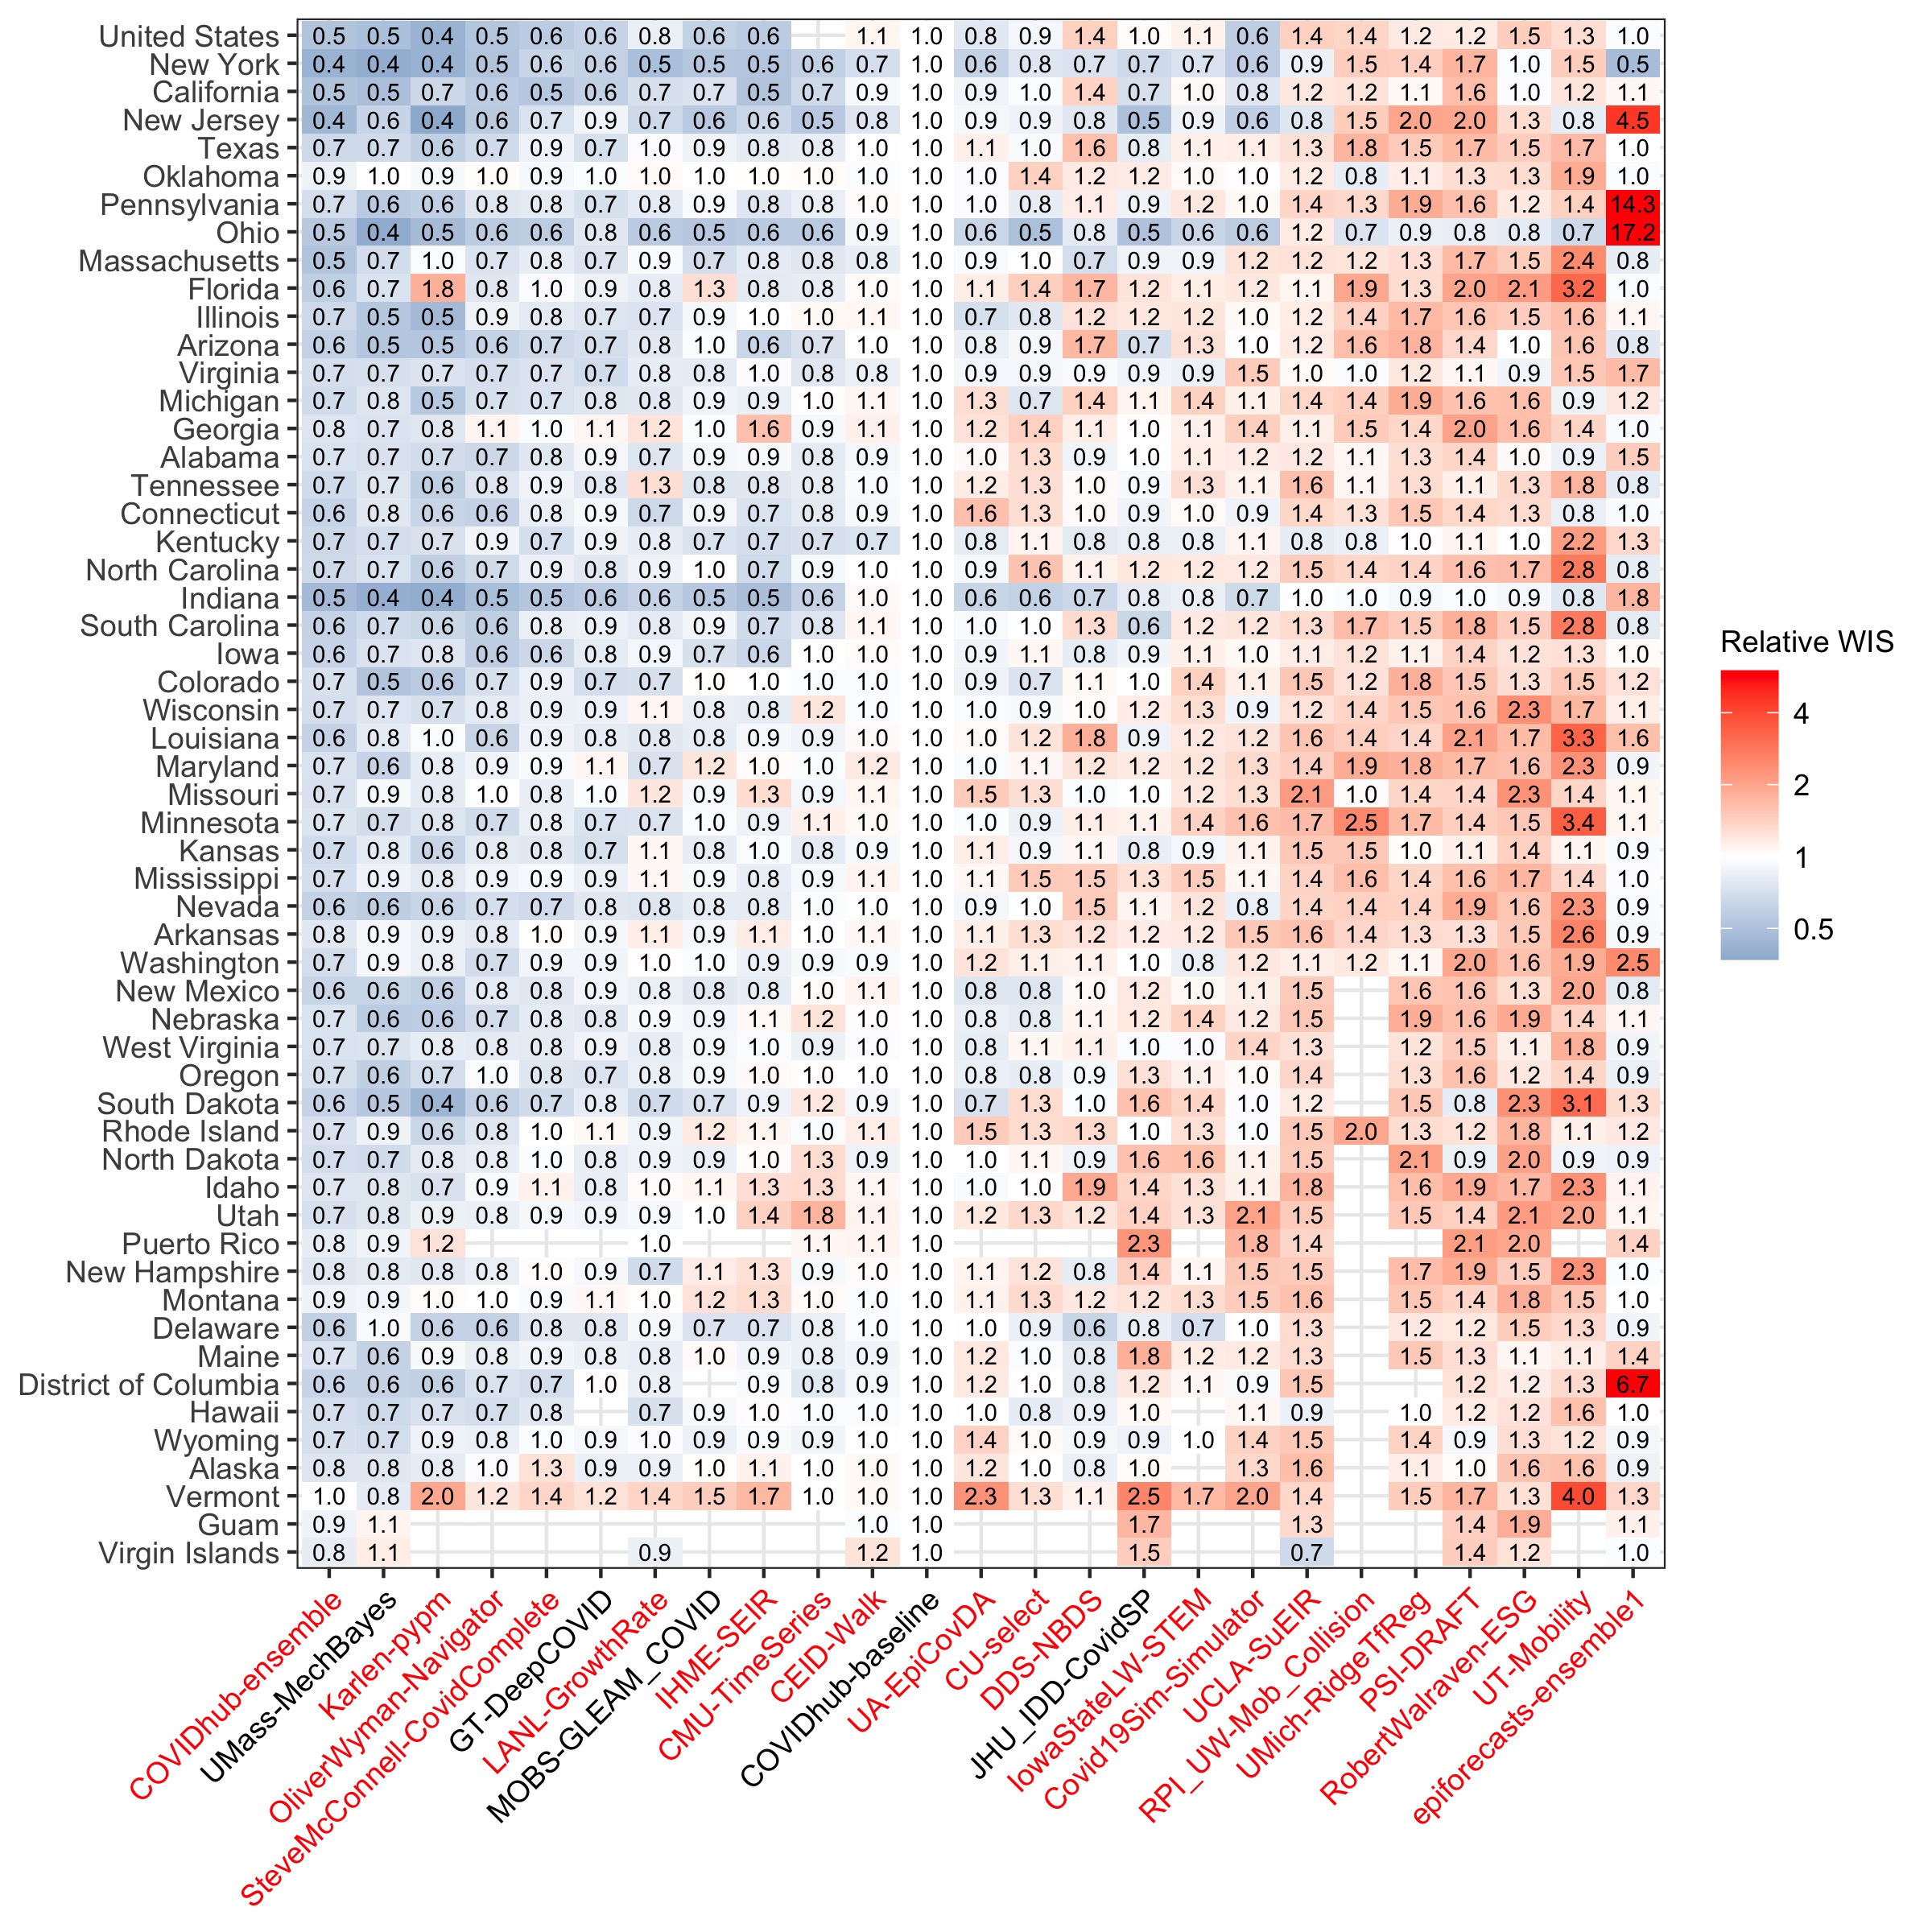 United States 0.5 0.5 0.4 0.5 0.6 0.6 0.8 0.6 0.6 1.1 1.0 0.8 0.9 1.4 1.0 1.1 0.6 1.4 1.4 1.2 1.2 1.5 1.3 1.0
New York 0.4 0.4 0.4 0.5 0.6 0.6 0.5 0.5 0.5 0.6 0.7 1.0 0.6 0.8 0.7 0.7 0.7 0.6 0.9 1.5 1.4 1.7 1.0 1.5 0.5
California 0.5 0.5 0.7 0.6 0.5 0.6 0.7 0.7 0.5 0.7 0.9 1.0 0.9 1.0 1.4 0.7 1.0 0.8 1.2 1.2 1.1 1.6 1.0 1.2 1.1
New Jersey 0.4 0.6 0.4 0.6 0.7 0.9 0.7 0.6 0.6 0.5 0.8 1.0 0.9 0.9 0.8 0.5 0.9 0.6 0.8 1.5 2.0 2.0 1.3 0.8 4.5
Texas 0.7 0.7 0.6 0.7 0.9 0.7 1.0 0.9 0.8 0.8 1.0 1.0 1.1 1.0 1.6 0.8 1.1 1.1 1.3 1.8 1.5 1.7 1.5 1.7 1.0
Oklahoma 0.9 1.0 0.9 1.0 0.9 1.0 1.0 1.0 1.0 1.0 1.0 1.0 1.0 1.4 1.2 1.2 1.0 1.0 1.2 0.8 1.1 1.3 1.3 1.9 1.0
Pennsylvania 0.7 0.6 0.6 0.8 0.8 0.7 0.8 0.9 0.8 0.8 1.0 1.0 1.0 0.8 1.1 0.9 1.2 1.0 1.4 1.3 1.9 1.6 1.2 1.4 14.3
Ohio 0.5 0.4 0.5 0.6 0.6 0.8 0.6 0.5 0.6 0.6 0.9 1.0 0.6 0.5 0.8 0.5 0.6 0.6 1.2 0.7 0.9 0.8 0.8 0.7 17.2
Massachusetts 0.5 0.7 1.0 0.7 0.8 0.7 0.9 0.7 0.8 0.8 0.8 1.0 0.9 1.0 0.7 0.9 0.9 1.2 1.2 1.2 1.3 1.7 1.5 2.4 0.8
Florida 0.6 0.7 1.8 0.8 1.0 0.9 0.8 1.3 0.8 0.8 1.0 1.0 1.1 1.4 1.7 1.2 1.1 1.2 1.1 1.9 1.3 2.0 2.1 3.2 1.0
Illinois 0.7 0.5 0.5 0.9 0.8 0.7 0.7 0.9 1.0 1.0 1.1 1.0 0.7 0.8 1.2 1.2 1.2 1.0 1.2 1.4 1.7 1.6 1.5 1.6 1.1
Arizona 0.6 0.5 0.5 0.6 0.7 0.7 0.8 1.0 0.6 0.7 1.0 1.0 0.8 0.9 1.7 0.7 1.3 1.0 1.2 1.6 1.8 1.4 1.0 1.6 0.8
Virginia 0.7 0.7 0.7 0.7 0.7 0.7 0.8 0.8 1.0 0.8 0.8 1.0 0.9 0.9 0.9 0.9 0.9 1.5 1.0 1.0 1.2 1.1 0.9 1.5 1.7
Michigan 0.7 0.8 0.5 0.7 0.7 0.8 0.8 0.9 0.9 1.0 1.1 1.0 1.3 0.7 1.4 1.1 1.4 1.1 1.4 1.4 1.9 1.6 1.6 0.9 1.2
Georgia 0.8 0.7 0.8 1.1 1.0 1.1 1.2 1.0 1.6 0.9 1.1 1.0 1.2 1.4 1.1 1.0 1.1 1.4 1.1 1.5 1.4 2.0 1.6 1.4 1.0
Alabama 0.7 0.7 0.7 0.7 0.8 0.9 0.7 0.9 0.9 0.8 0.9 1.0 1.0 1.3 0.9 1.0 1.1 1.2 1.2 1.1 1.3 1.4 1.0 0.9 1.5
Tennessee 0.7 0.7 0.6 0.8 0.9 0.8 1.3 0.8 0.8 0.8 1.0 1.0 1.2 1.3 1.0 0.9 1.3 1.1 1.6 1.1 1.3 1.1 1.3 1.8 0.8
Connecticut 0.6 0.8 0.6 0.6 0.8 0.9 0.7 0.9 0.7 0.8 0.9 1.0 1.6 1.3 1.0 0.9 1.0 0.9 1.4 1.3 1.5 1.4 1.3 0.8 1.0
Kentucky 0.7 0.7 0.7 0.9 0.7 0.9 0.8 0.7 0.7 0.7 0.7 1.0 0.8 1.1 0.8 0.8 0.8 1.1 0.8 0.8 1.0 1.1 1.0 2.2 1.3
North Carolina 0.7 0.7 0.6 0.7 0.9 0.8 0.9 1.0 0.7 0.9 1.0 1.0 0.9 1.6 1.1 1.2 1.2 1.2 1.5 1.4 1.4 1.6 1.7 2.8 0.8
Indiana 0.5 0.4 0.4 0.5 0.5 0.6 0.6 0.5 0.5 0.6 1.0 1.0 0.6 0.6 0.7 0.8 0.8 0.7 1.0 1.0 0.9 1.0 0.9 0.8 1.8
South Carolina 0.6 0.7 0.6 0.6 0.8 0.9 0.8 0.9 0.7 0.8 1.1 1.0 1.0 1.0 1.3 0.6 1.2 1.2 1.3 1.7 1.5 1.8 1.5 2.8 0.8
Iowa 0.6 0.7 0.8 0.6 0.6 0.8 0.9 0.7 0.6 1.0 1.0 1.0 0.9 1.1 0.8 0.9 1.1 1.0 1.1 1.2 1.1 1.4 1.2 1.3 1.0
Colorado 0.7 0.5 0.6 0.7 0.9 0.7 0.7 1.0 1.0 1.0 1.0 1.0 0.9 0.7 1.1 1.0 1.4 1.1 1.5 1.2 1.8 1.5 1.3 1.5 1.2
Wisconsin 0.7 0.7 0.7 0.8 0.9 0.9 1.1 0.8 0.8 1.2 1.0 1.0 1.0 0.9 1.0 1.2 1.3 0.9 1.2 1.4 1.5 1.6 2.3 1.7 1.1
Louisiana 0.6 0.8 1.0 0.6 0.9 0.8 0.8 0.8 0.9 0.9 1.0 1.0 1.0 1.2 1.8 0.9 1.2 1.2 1.6 1.4 1.4 2.1 1.7 3.3 1.6
Maryland 0.7 0.6 0.8 0.9 0.9 1.1 0.7 1.2 1.0 1.0 1.2 1.0 1.0 1.1 1.2 1.2 1.2 1.3 1.4 1.9 1.8 1.7 1.6 2.3 0.9
Missouri 0.7 0.9 0.8 1.0 0.8 1.0 1.2 0.9 1.3 0.9 1.1 1.0 1.5 1.3 1.0 1.0 1.2 1.3 2.1 1.0 1.4 1.4 2.3 1.4 1.1
Minnesota 0.7 0.7 0.8 0.7 0.8 0.7 0.7 1.0 0.9 1.1 1.0 1.0 1.0 0.9 1.1 1.1 1.4 1.6 1.7 2.5 1.7 1.4 1.5 3.4 1.1
Kansas 0.7 0.8 0.6 0.8 0.8 0.7 1.1 0.8 1.0 0.8 0.9 1.0 1.1 0.9 1.1 0.8 0.9 1.1 1.5 1.5 1.0 1.1 1.4 1.1 0.9
Mississippi 0.7 0.9 0.8 0.9 0.9 0.9 1.1 0.9 0.8 0.9 1.1 1.0 1.1 1.5 1.5 1.3 1.5 1.1 1.4 1.6 1.4 1.6 1.7 1.4 1.0
Nevada 0.6 0.6 0.6 0.7 0.7 0.8 0.8 0.8 0.8 1.0 1.0 1.0 0.9 1.0 1.5 1.1 1.2 0.8 1.4 1.4 1.4 1.9 1.6 2.3 0.9
Arkansas 0.8 0.9 0.9 0.8 1.0 0.9 1.1 0.9 1.1 1.0 1.1 1.0 1.1 1.3 1.2 1.2 1.2 1.5 1.6 1.4 1.3 1.3 1.5 2.6 0.9
Washington 0.7 0.9 0.8 0.7 0.9 0.9 1.0 1.0 0.9 0.9 0.9 1.0 1.2 1.1 1.1 1.0 0.8 1.2 1.1 1.2 1.1 2.0 1.6 1.9 2.5
New Mexico 0.6 0.6 0.6 0.8 0.8 0.9 0.8 0.8 0.8 1.0 1.1 1.0 0.8 0.8 1.0 1.2 1.0 1.1 1.5 1.6 1.6 1.3 2.0 0.8
Nebraska 0.7 0.6 0.6 0.7 0.8 0.8 0.9 0.9 1.1 1.2 1.0 1.0 0.8 0.8 1.1 1.2 1.4 1.2 1.5 1.9 1.6 1.9 1.4 1.1
West Virginia 0.7 0.7 0.8 0.8 0.8 0.9 0.8 0.9 1.0 0.9 1.0 1.0 0.8 1.1 1.1 1.0 1.0 1.4 1.3 1.2 1.5 1.1 1.8 0.9
Oregon 0.7 0.6 0.7 1.0 0.8 0.7 0.8 0.9 1.0 1.0 1.0 1.0 0.8 0.8 0.9 1.3 1.1 1.0 1.4 1.3 1.6 1.2 1.4 0.9
South Dakota 0.6 0.5 0.4 0.6 0.7 0.8 0.7 0.7 0.9 1.2 0.9 1.0 0.7 1.3 1.0 1.6 1.4 1.0 1.2 1.5 0.8 2.3 3.1 1.3
Rhode Island 0.7 0.9 0.6 0.8 1.0 1.1 0.9 1.2 1.1 1.0 1.1 1.0 1.5 1.3 1.3 1.0 1.3 1.0 1.5 2.0 1.3 1.2 1.8 1.1 1.2
North Dakota 0.7 0.7 0.8 0.8 1.0 0.8 0.9 0.9 1.0 1.3 0.9 1.0 1.0 1.1 0.9 1.6 1.6 1.1 1.5 2.1 0.9 2.0 0.9 0.9
Idaho 0.7 0.8 0.7 0.9 1.1 0.8 1.0 1.1 1.3 1.3 1.1 1.0 1.0 1.0 1.9 1.4 1.3 1.1 1.8 1.6 1.9 1.7 2.3 1.1
Utah 0.7 0.8 0.9 0.8 0.9 0.9 0.9 1.0 1.4 1.8 1.1 1.0 1.2 1.3 1.2 1.4 1.3 2.1 1.5 1.5 1.4 2.1 2.0 1.1
Puerto Rico 0.8 0.9 1.2 1.0 1.1 1.1 1.0 2.3 1.8 1.4 2.1 2.0 1.4
New Hampshire 0.8 0.8 0.8 0.8 1.0 0.9 0.7 1.1 1.3 0.9 1.0 1.0 1.1 1.2 0.8 1.4 1.1 1.5 1.5 1.7 1.9 1.5 2.3 1.0
Montana 0.9 0.9 1.0 1.0 0.9 1.1 1.0 1.2 1.3 1.0 1.0 1.0 1.1 1.3 1.2 1.2 1.3 1.5 1.6 1.5 1.4 1.8 1.5 1.0
Delaware 0.6 1.0 0.6 0.6 0.8 0.8 0.9 0.7 0.7 0.8 1.0 1.0 1.0 0.9 0.6 0.8 0.7 1.0 1.3 1.2 1.2 1.5 1.3 0.9
Maine 0.7 0.6 0.9 0.8 0.9 0.8 0.8 1.0 0.9 0.8 0.9 1.0 1.2 1.0 0.8 1.8 1.2 1.2 1.3 1.5 1.3 1.1 1.1 1.4
District of Columbia 0.6 0.6 0.6 0.7 0.7 1.0 0.8 0.9 0.8 0.9 1.0 1.2 1.0 0.8 1.2 1.1 0.9 1.5 1.2 1.2 1.3 6.7
Hawaii 0.7 0.7 0.7 0.7 0.8 0.7 0.9 1.0 1.0 1.0 1.0 1.0 0.8 0.9 1.0 1.1 0.9 1.0 1.2 1.2 1.6 1.0
Wyoming 0.7 0.7 0.9 0.8 1.0 0.9 1.0 0.9 0.9 0.9 1.0 1.0 1.4 1.0 0.9 0.9 1.0 1.4 1.5 1.4 0.9 1.3 1.2 0.9
Alaska 0.8 0.8 0.8 1.0 1.3 0.9 0.9 1.0 1.1 1.0 1.0 1.0 1.2 1.0 0.8 1.0 1.3 1.6 1.1 1.0 1.6 1.6 0.9
Vermont 1.0 0.8 2.0 1.2 1.4 1.2 1.4 1.5 1.7 1.0 1.0 1.0 2.3 1.3 1.1 2.5 1.7 2.0 1.4 1.5 1.7 1.3 4.0 1.3
Guam 0.9 1.1 1.0 1.0 1.7 1.3 1.4 1.9 1.1
Virgin Islands 0.8 1.1 0.9 1.2 1.0 1.5 0.7 1.4 1.2 1.0
COVIDhub-ensemble
UMass-MechBayes
Karlen-pypm
OliverWyman-Navigator
SteveMcConnell-CovidComplete
GT-DeepCOVID
LANL-GrowthRate
MOBS-GLEAM_COVID
IHME-SEIR
CMU-TimeSeries
CEID-Walk
COVIDhub-baseline
UA-EpiCovDA
CU-select
DDS-NBDS
JHU_IDD-CovidSP
IowaStateLW-STEM
Covid19Sim-Simulator
UCLA-SuEIR
RPI_UW-Mob_Collision
UMich-RidgeTfReg
PSI-DRAFT
RobertWalraven-ESG
UT-Mobility
epiforecasts-ensemble1
Relative WIS
4
2
1
0.5